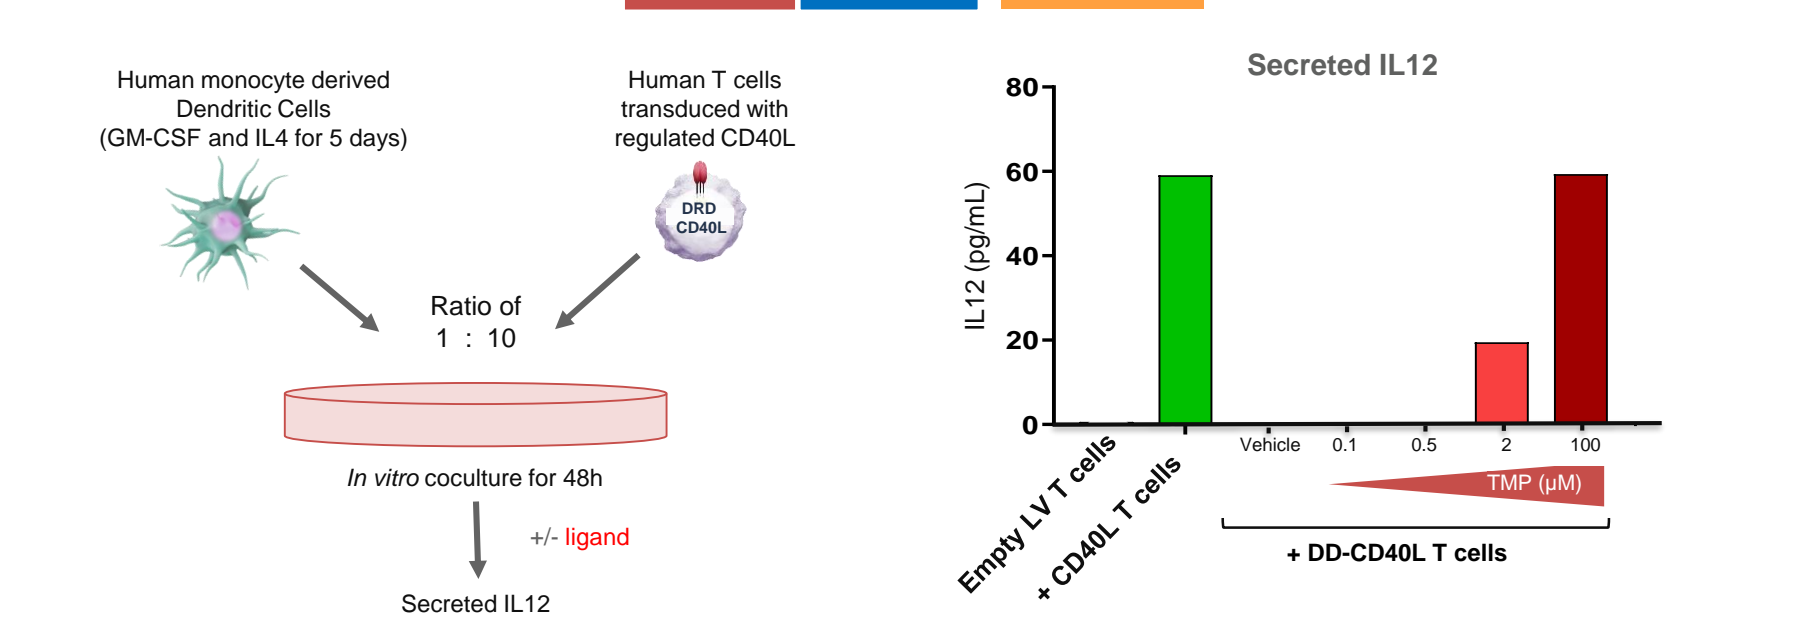 Human monocyte derived
Dendritic Cells
(GM-CSF and IL4 for 5 days)
Human T cells
transduced with
regulated CD40L
DRD
CD40L
Ratio of
1 : 10
In vitro coculture for 48h
+/- ligand
Secreted IL12
Secreted IL12
IL12 (pg/mL)
80
60
40
20
0
Empty LV T cells
+ CD40L T cells
Vehicle
0.1
0.5
2
100
TMP (µM)
+ DD-CD40L T cells